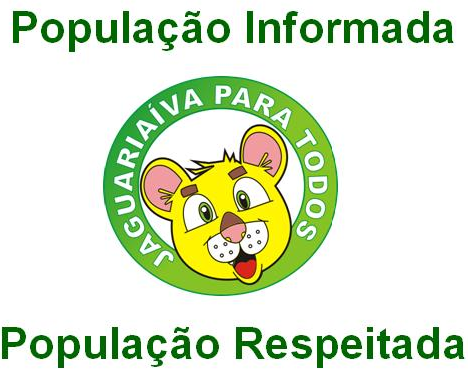 População Informada
JAGUARIAÍVA PARA TODOS
População Respeitada